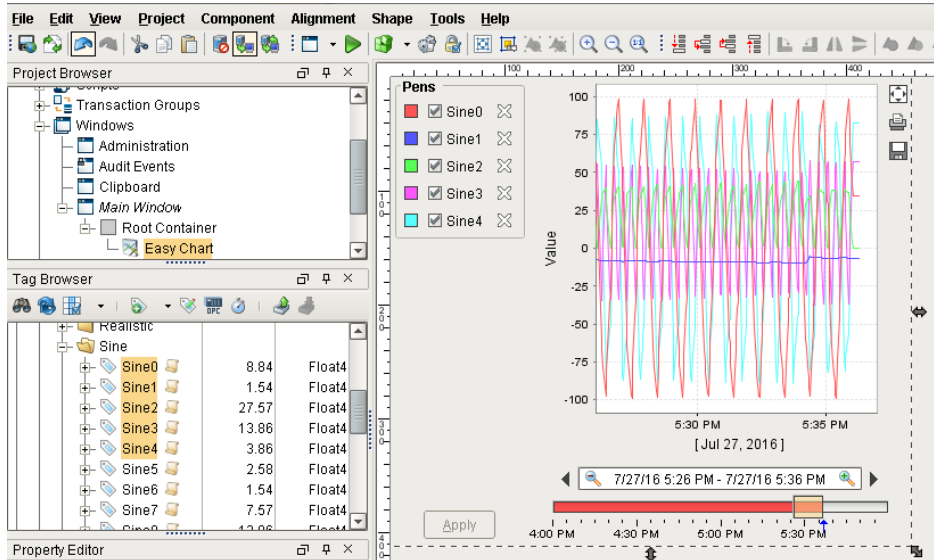 File Edit View Project Component Alignment Shape Tools Help
Project Browser
Scripts
Transaction Groups
Windows
Administration
Audit Events
Clipboard
Main Window
Root Container
Easy Chart
Tag Browser
OPC
Realistic
Sine
Sine0 8.84 Float4
Sine1 1.54 Float4
Sine2 27.57 Float4
Sine3 13.86 Float4
Sine4 3.86 Float4
Sine5 2.58 Float4
Sine6 1.54 Float4
Sine7 7.57 Float4
Property Editor
100 200 300 400
100
200
300
400
Pens
Sine0
Sine1
Sine2
Sine3
Sine4
Apply
Value
100
75
50
25
0
-25
-50
-75
-100
5:30 PM 5:35 PM
[Jul 27, 2016]
7/27/16 5:26 PM - 7/27/16 5:36 PM
4:00 PM 4:30 PM 5:00 PM 5:30 PM